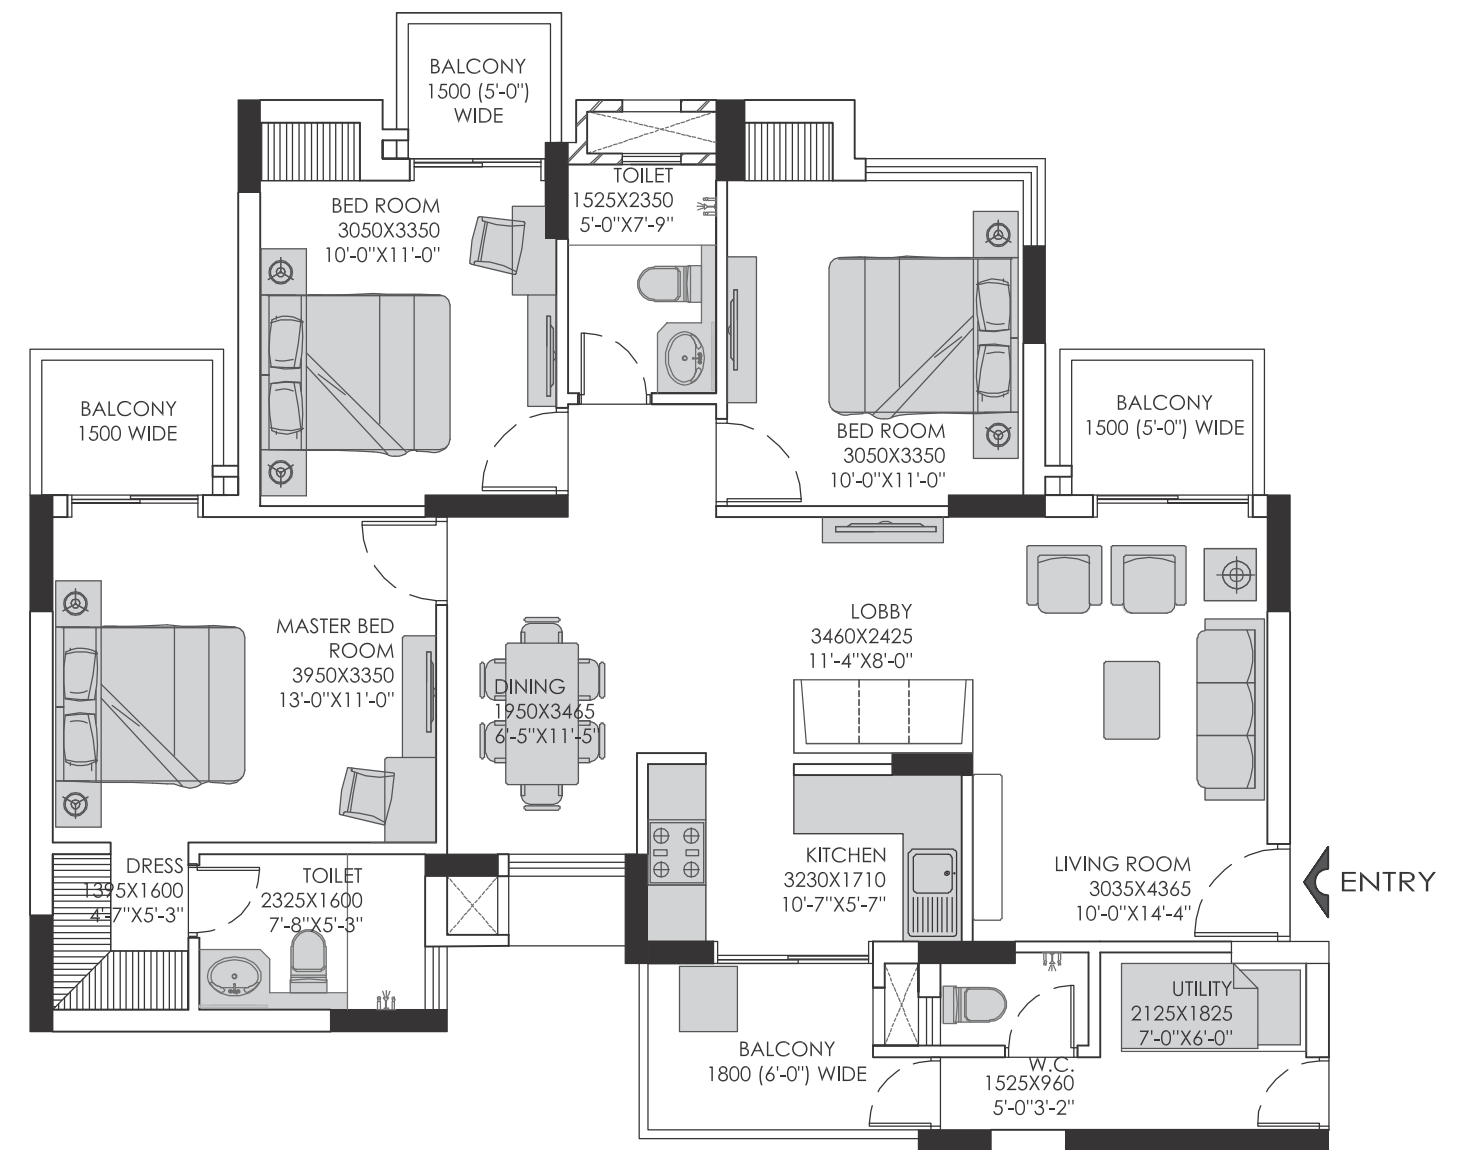 BALCONY
1500 (5'-0")
WIDE
TOILET
1525X2350
5'-0"X7'-9"
BED ROOM
3050X3350
10'-0"X11'-0"
BALCONY
1500 WIDE
BED ROOM
3050X3350
10'-0"X11'-0"
BALCONY
1500 (5'-0") WIDE
MASTER BED
ROOM
3950X3350
13'-0"X11'-0"
DINING
1950X3465
6'-5"X11'-5"
LOBBY
3460X2425
11'-4"X8'-0"
DRESS
1395X1600
4'-7"X5'-3"
TOILET
2325X1600
7'-8"X5'-3"
KITCHEN
3230X1710
10'-7"X5'-7"
LIVING ROOM
3035X4365
10'-0"X14'-4"
ENTRY
BALCONY
1800 (6'-0") WIDE
W.C.
1525X960
5'-0"3'-2"
UTILITY
2125X1825
7'-0"X6'-0"